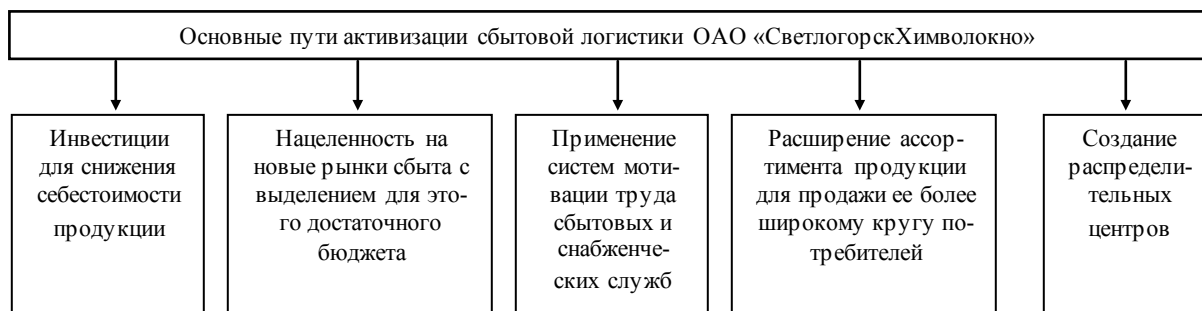 Основные пути активизации сбытовой логистики ОАО «СветлогорскХимволокно»
Инвестиции
для снижения
себестоимости
продукции
Нацеленность на
новые рынки сбыта с
выделением для это-
го достаточного
бюджета
Применение
систем моти-
вации труда
сбытовых и
снабженче-
ских служб
Расширение ассор-
тимента продукции
для продажи ее более
широкому кругу по-
требителей
Создание
распредели-
тельных
центров